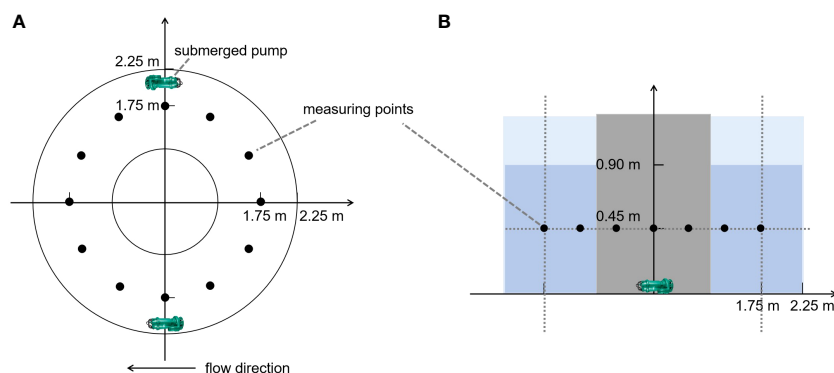 A
submerged pump
2.25 m
1.75 m
measuring points
1.75 m
2.25 m
flow direction
B
0.90 m
0.45 m
1.75 m
2.25 m